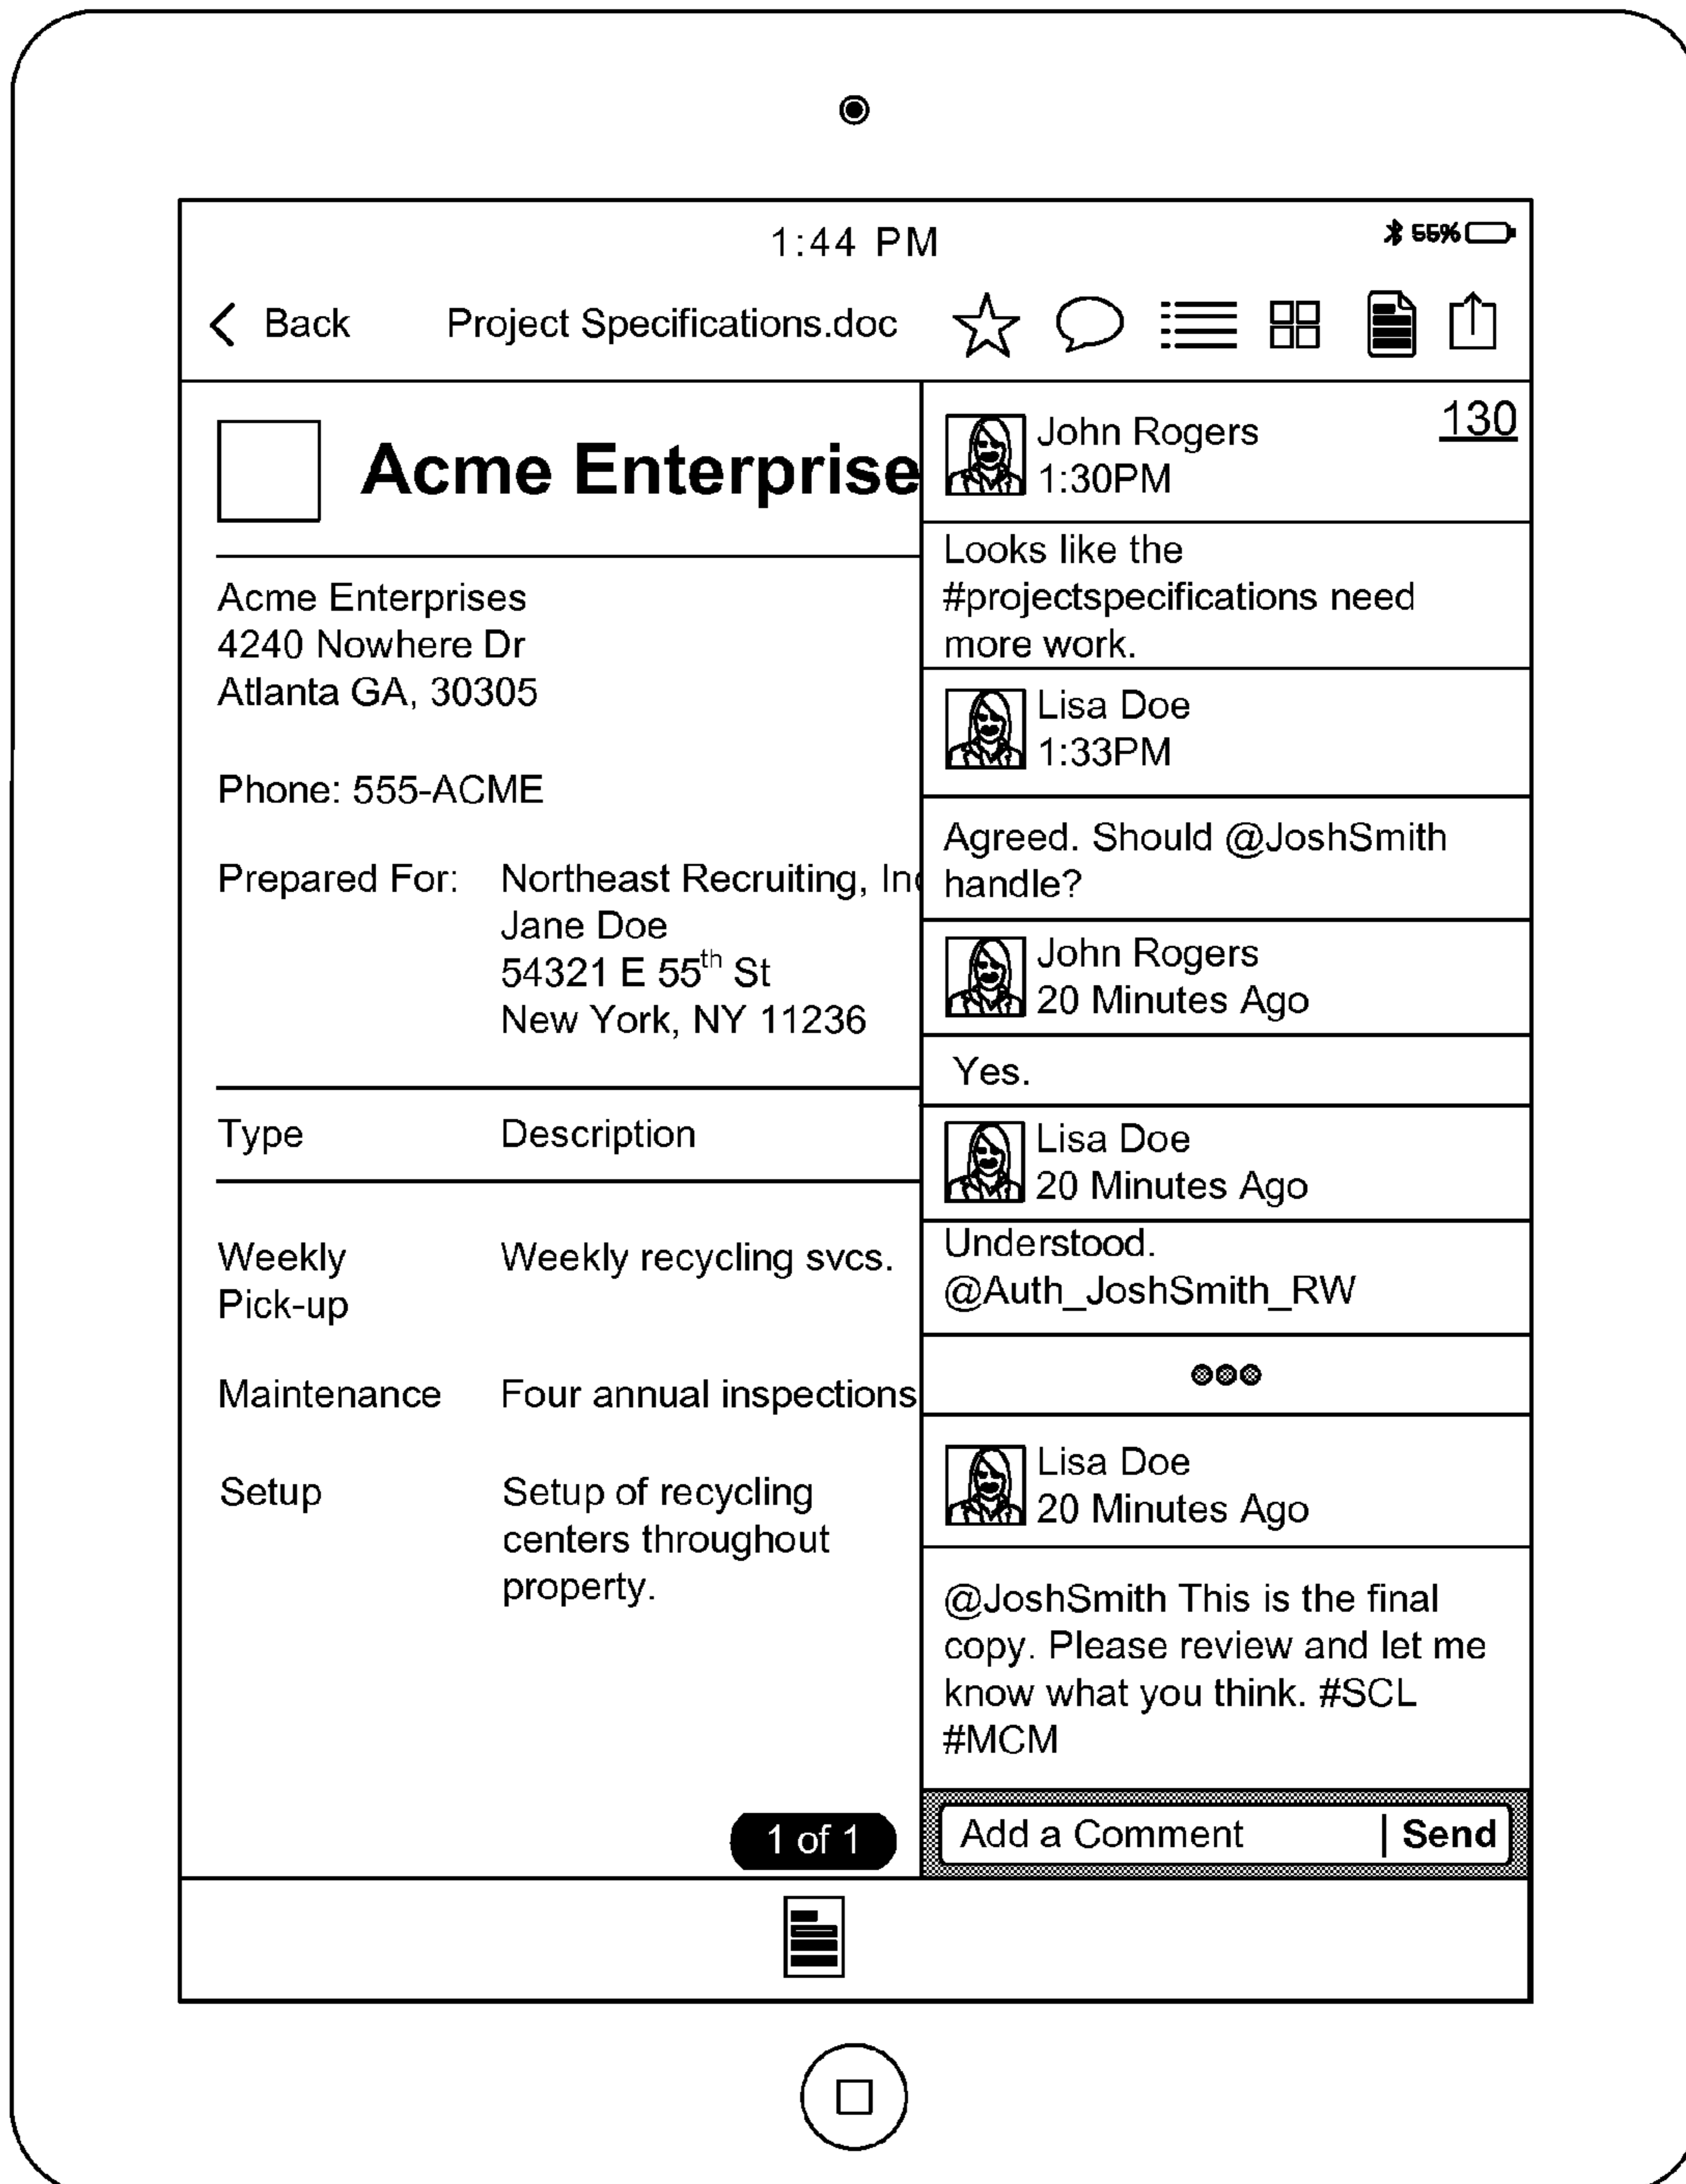 1:44 PM
55%
Back
Project Specifications.doc
Acme Enterprise
Acme Enterprises
4240 Nowhere Dr
Atlanta GA, 30305
Phone: 555-ACME
Prepared For: Northeast Recruiting, Inc
Jane Doe
54321 E 55th St
New York, NY 11236
Type Description
Weekly Weekly recycling svcs.
Pick-up
Maintenance Four annual inspections
Setup Setup of recycling
centers throughout
property.
1 of 1
130
John Rogers
1:30PM
Looks like the
#projectspecifications need
more work.
Lisa Doe
1:33PM
Agreed. Should @JoshSmith
handle?
John Rogers
20 Minutes Ago
Yes.
Lisa Doe
20 Minutes Ago
Understood.
@Auth_JoshSmith_RW
Lisa Doe
20 Minutes Ago
@JoshSmith This is the final
copy. Please review and let me
know what you think. #SCL
#MCM
Add a Comment | Send